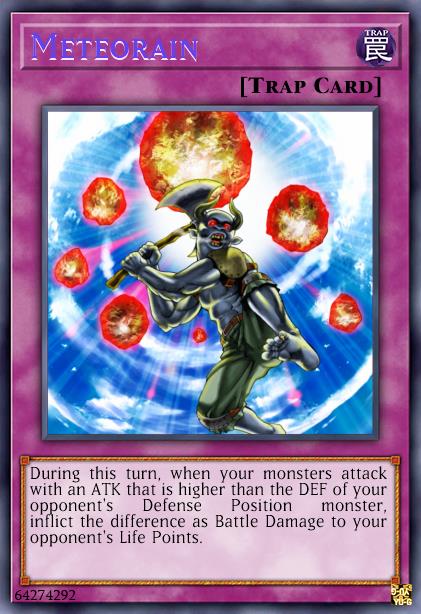 Meteorain
TRAP
罠
[Trap Card]
During this turn, when your monsters attack
with an ATK that is higher than the DEF of your
opponent's Defense Position monster,
inflict the difference as Battle Damage to your
opponent's Life Points.
64274292